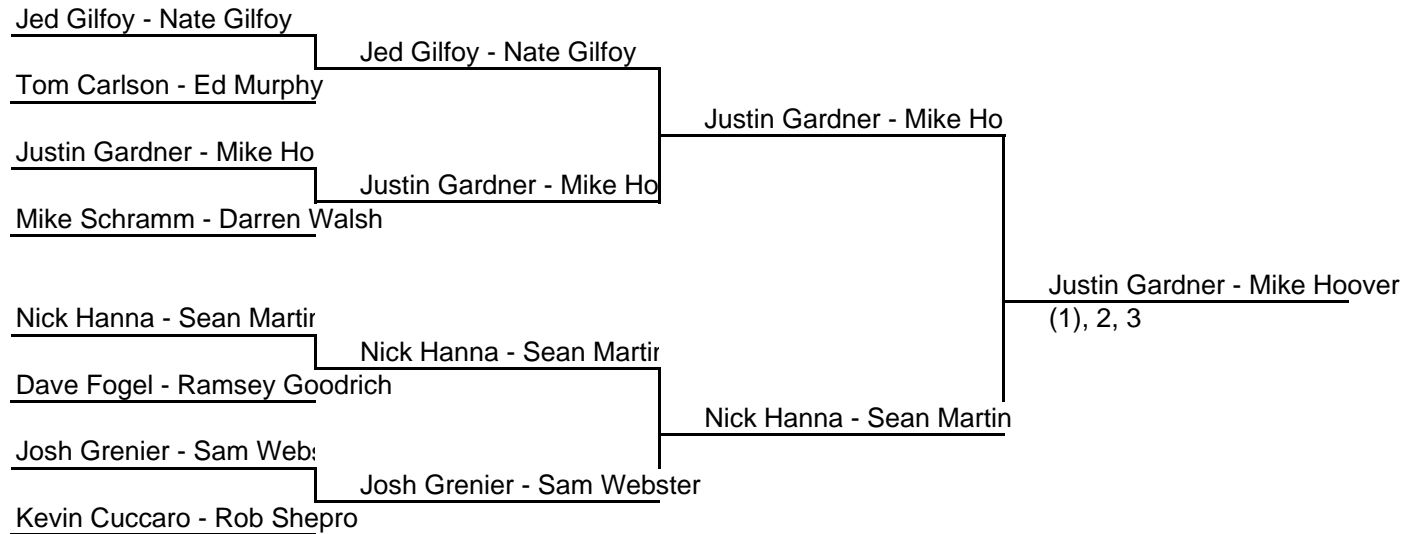 Jed Gilfoy - Nate Gilfoy
Jed Gilfoy - Nate Gilfoy
Tom Carlson - Ed Murphy
Justin Gardner - Mike Ho
Justin Gardner - Mike Ho
Justin Gardner - Mike Ho
Mike Schramm - Darren Walsh
Justin Gardner - Mike Hoover
(1), 2, 3
Nick Hanna - Sean Martin
Nick Hanna - Sean Martin
Dave Fogel - Ramsey Goodrich
Nick Hanna - Sean Martin
Josh Grenier - Sam Webs
Josh Grenier - Sam Webster
Kevin Cuccaro - Rob Shepro